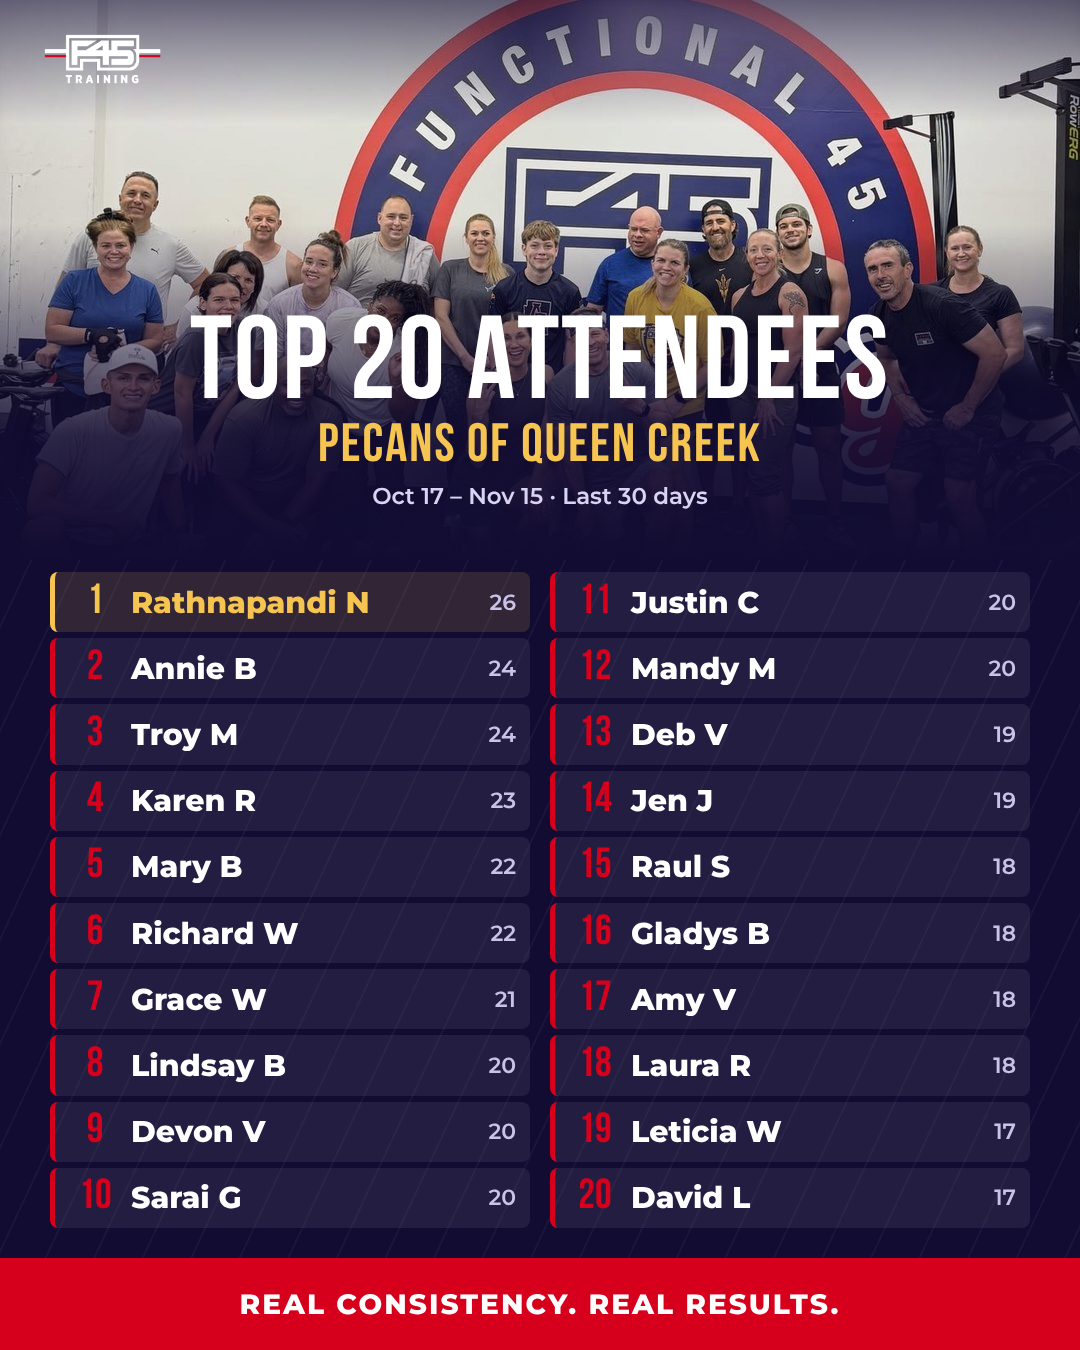 F45
TRAINING
FUNCTIONAL 45
F45
RowERG
TOP 20 ATTENDEES
PECANS OF QUEEN CREEK
Oct 17 – Nov 15 · Last 30 days
1 Rathnapandi N 26
2 Annie B 24
3 Troy M 24
4 Karen R 23
5 Mary B 22
6 Richard W 22
7 Grace W 21
8 Lindsay B 20
9 Devon V 20
10 Sarai G 20
11 Justin C 20
12 Mandy M 20
13 Deb V 19
14 Jen J 19
15 Raul S 18
16 Gladys B 18
17 Amy V 18
18 Laura R 18
19 Leticia W 17
20 David L 17
REAL CONSISTENCY. REAL RESULTS.